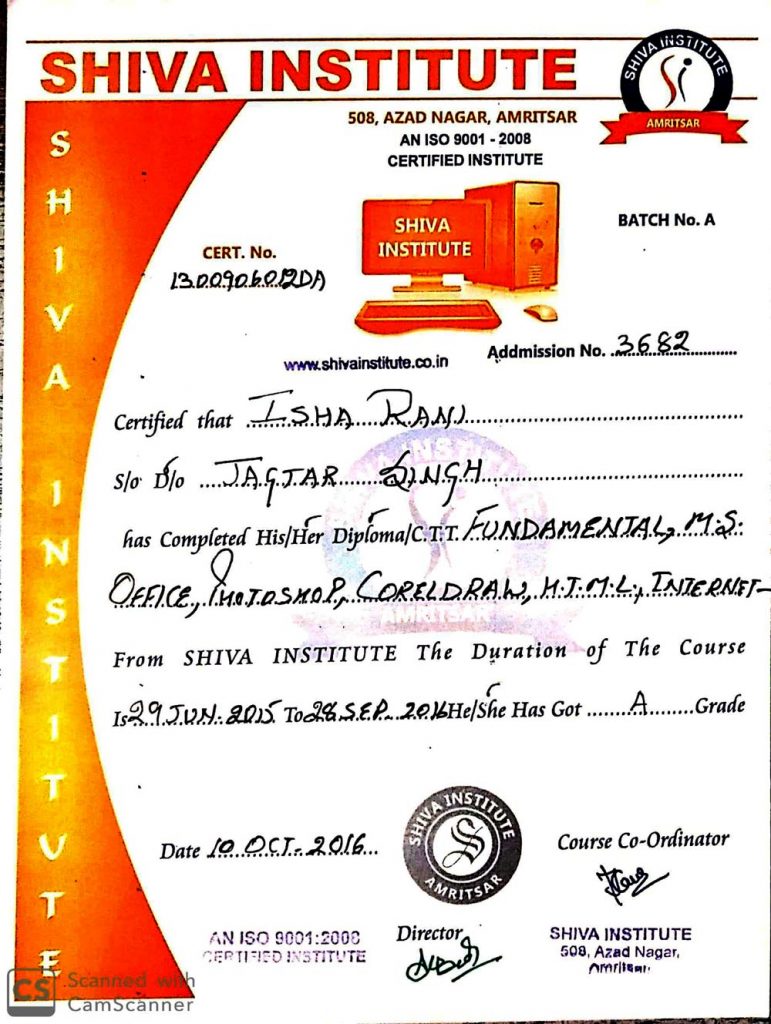 SHIVA INSTITUTE
SHIVA INSTITUTE
AMRITSAR
508, AZAD NAGAR, AMRITSAR
AN ISO 9001 - 2008
CERTIFIED INSTITUTE
SHIVA INSTITUTE
SHIVA
INSTITUTE
BATCH No. A
CERT. No.
1300906012DA
www.shivainstitute.co.in
Addmission No. 3682
Certified that ISHA RANI
S/o D/o JAGTAR SINGH
has Completed His/Her Diploma/C.T.T. FUNDAMENTAL, M.S.
OFFICE, PHOTOSHOP, CORELDRAW, H.T.M.L., INTERNET
From SHIVA INSTITUTE The Duration of The Course
Is 29 JUN. 2015 To 28 SEP. 2016 He/She Has Got A Grade
Date 10 OCT. 2016
SHIVA INSTITUTE
AMRITSAR
Course Co-Ordinator
Director
AN ISO 9001:2008
CERTIFIED INSTITUTE
SHIVA INSTITUTE
508, Azad Nagar,
Amritsar
CS Scanned with
CamScanner